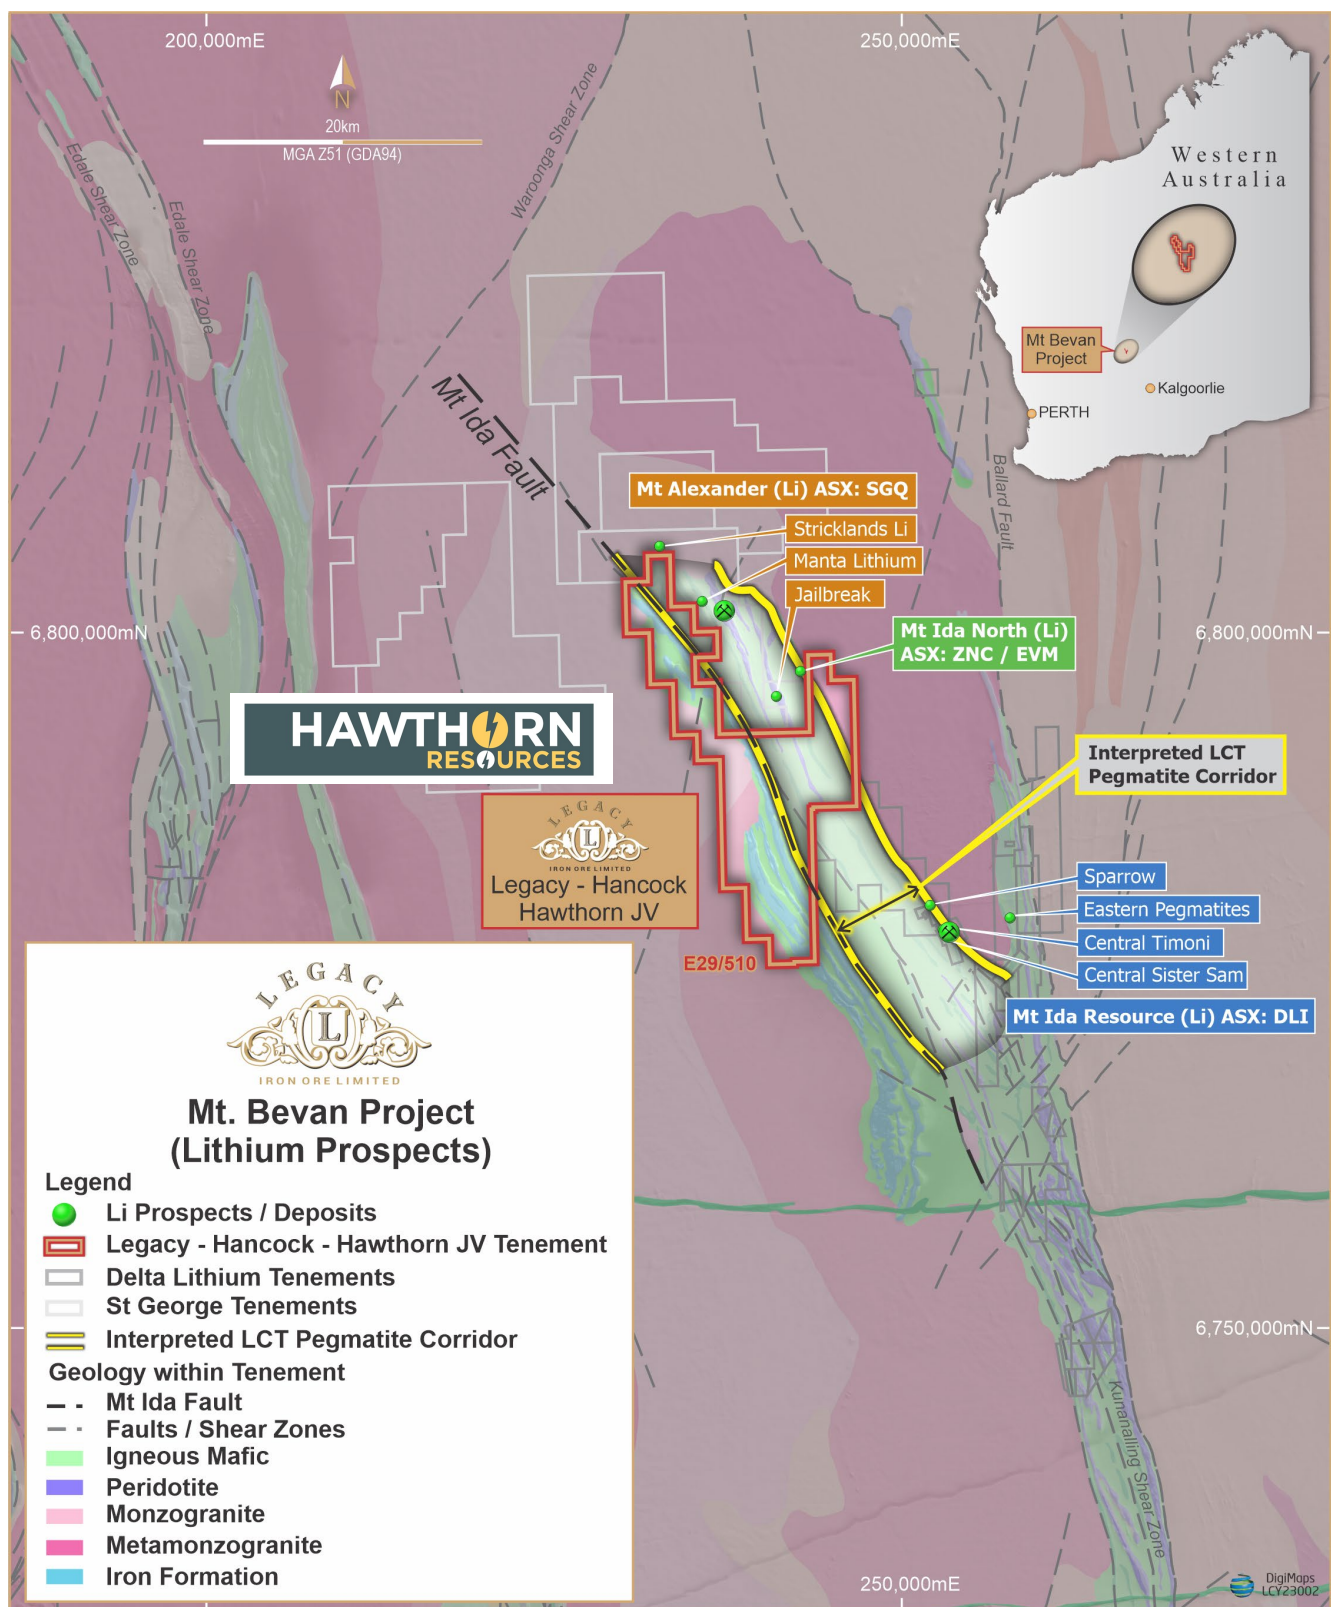 200,000mE
250,000mE
N
20km
MGA Z51 (GDA94)
Waroonga Shear Zone
Edale Shear Zone
Edale Shear Zone
Western
Australia
Mt Bevan
Project
Kalgoorlie
PERTH
Mt Ida Fault
Ballard Fault
Mt Alexander (Li) ASX: SGQ
Stricklands Li
Manta Lithium
Jailbreak
6,800,000mN
6,800,000mN
Mt Ida North (Li)
ASX: ZNC / EVM
HAWTHORN
RESOURCES
Interpreted LCT
Pegmatite Corridor
LEGACY
L
IRON ORE LIMITED
Legacy - Hancock
Hawthorn JV
Sparrow
Eastern Pegmatites
Central Timoni
Central Sister Sam
E29/510
Mt Ida Resource (Li) ASX: DLI
LEGACY
L
IRON ORE LIMITED
Mt. Bevan Project
(Lithium Prospects)
Legend
Li Prospects / Deposits
Legacy - Hancock - Hawthorn JV Tenement
Delta Lithium Tenements
St George Tenements
Interpreted LCT Pegmatite Corridor
Geology within Tenement
Mt Ida Fault
Faults / Shear Zones
Igneous Mafic
Peridotite
Monzogranite
Metamonzogranite
Iron Formation
6,750,000mN
Kunanalling Shear Zone
250,000mE
DigiMaps
LCY23002